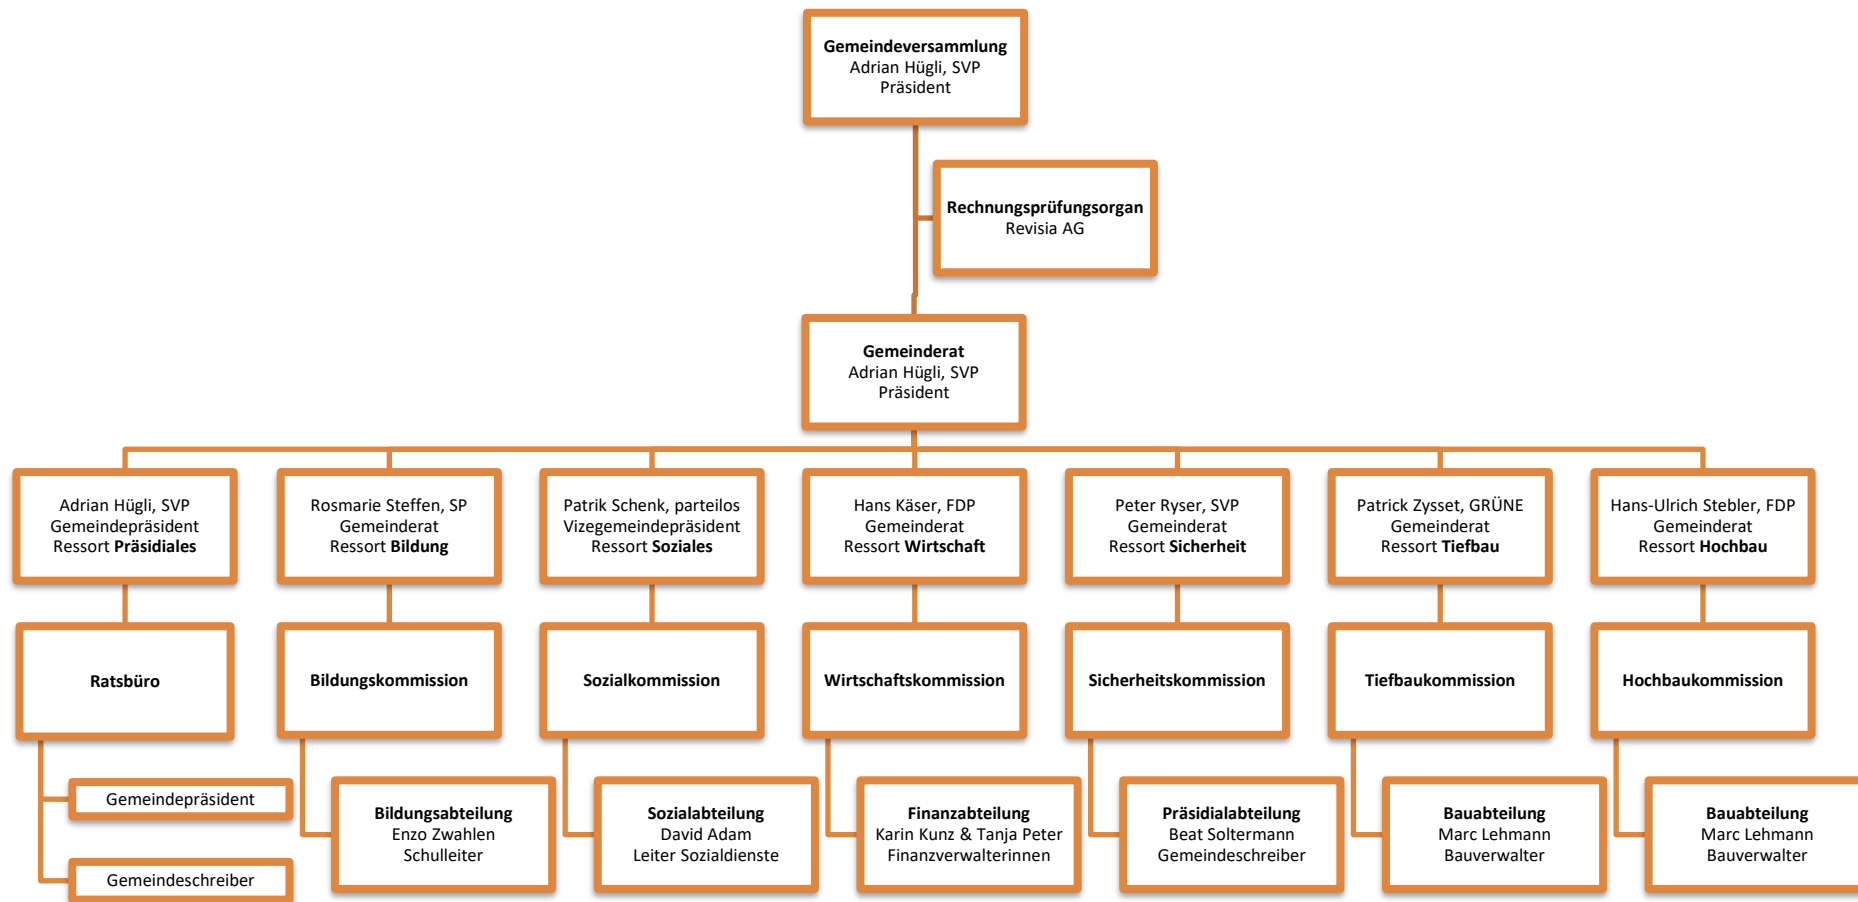 Gemeindeversammlung
Adrian Hügli, SVP
Präsident
Rechnungsprüfungsorgan
Revisia AG
Gemeinderat
Adrian Hügli, SVP
Präsident
Adrian Hügli, SVP
Gemeindepräsident
Ressort Präsidiales
Rosmarie Steffen, SP
Gemeinderat
Ressort Bildung
Patrik Schenk, parteilos
Vizegemeindepräsident
Ressort Soziales
Hans Käser, FDP
Gemeinderat
Ressort Wirtschaft
Peter Ryser, SVP
Gemeinderat
Ressort Sicherheit
Patrick Zysset, GRÜNE
Gemeinderat
Ressort Tiefbau
Hans-Ulrich Stebler, FDP
Gemeinderat
Ressort Hochbau
Ratsbüro
Bildungskommission
Sozialkommission
Wirtschaftskommission
Sicherheitskommission
Tiefbaukommission
Hochbaukommission
Gemeindepräsident
Gemeindeschreiber
Bildungsabteilung
Enzo Zwahlen
Schulleiter
Sozialabteilung
David Adam
Leiter Sozialdienste
Finanzabteilung
Karin Kunz & Tanja Peter
Finanzverwalterinnen
Präsidialabteilung
Beat Soltermann
Gemeindeschreiber
Bauabteilung
Marc Lehmann
Bauverwalter
Bauabteilung
Marc Lehmann
Bauverwalter